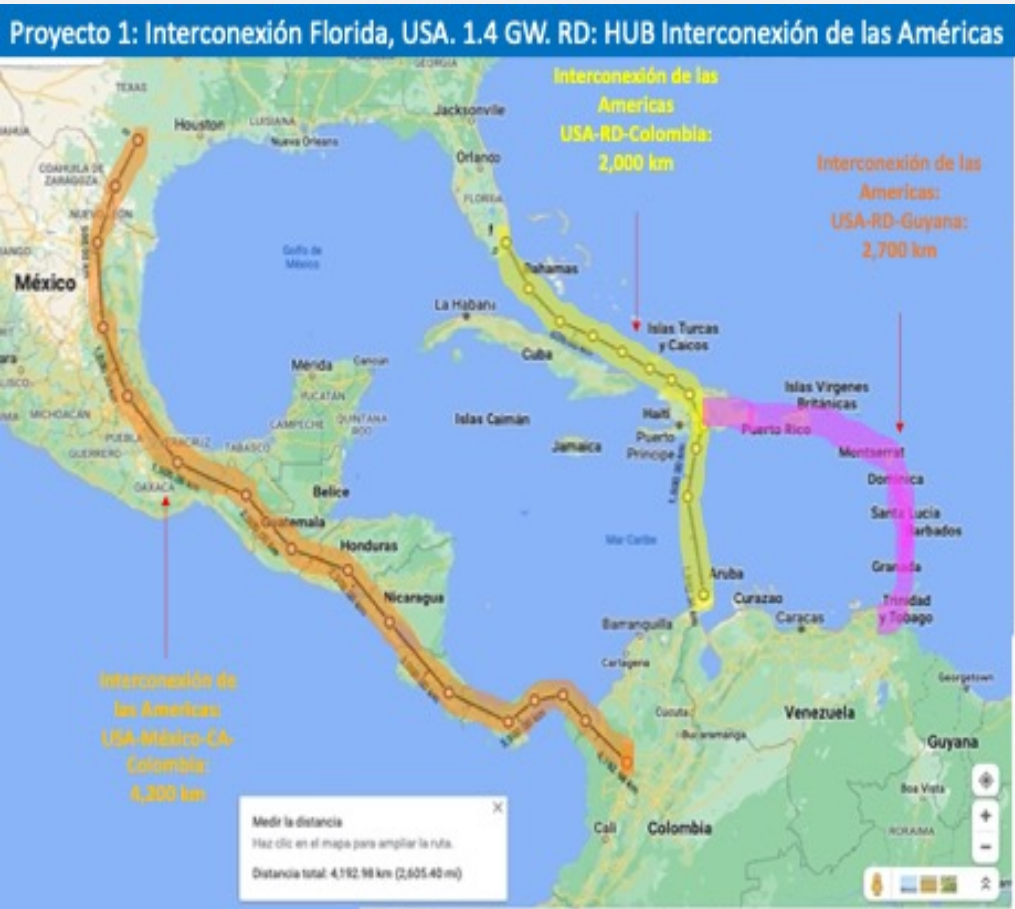 Proyecto 1: Interconexión Florida, USA. 1.4 GW. RD: HUB Interconexión de las Américas
Interconexión de las
Americas
USA-RD-Colombia:
2,000 km
Interconexión de las
Americas:
USA-RD-Guyana:
2,700 km
GEORGIA
TEXAS
Jacksonville
Houston
LUISIANA
Nueva Orleans
Orlando
FLORIDA
COAHUILA DE
ZARAGOZA
NUEVO LEÓN
Golfo de
México
México
Bahamas
La Habana
Cuba
Islas Turcas
y Caicos
Mérida
Cancún
YUCATÁN
CAMPECHE
QUINTANA
ROO
Islas Caimán
Jamaica
Haití
Puerto
Príncipe
Islas Vírgenes
Británicas
Puerto Rico
MICHOACÁN
PUEBLA
VERACRUZ
TABASCO
GUERRERO
OAXACA
Montserrat
Dominica
Santa Lucía
Barbados
Granada
Trinidad
y Tobago
Belice
Guatemala
Honduras
Nicaragua
Mar Caribe
Aruba
Curazao
Caracas
Barranquilla
Cartagena
Cúcuta
Bucaramanga
Venezuela
Georgetown
Guyana
Boa Vista
RORAIMA
Cali
Colombia
Interconexión de
las Americas:
USA-México-CA-
Colombia:
4,200 km
Medir la distancia
Haz clic en el mapa para ampliar la ruta.
Distancia total: 4,192.98 km (2,605.40 mi)